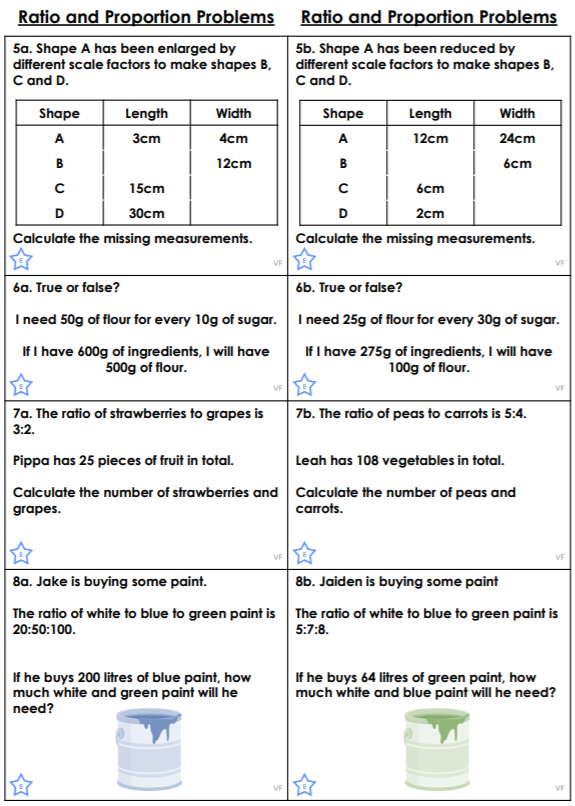 Ratio and Proportion Problems
Ratio and Proportion Problems
5a. Shape A has been enlarged by
different scale factors to make shapes B,
C and D.
Shape Length Width
A 3cm 4cm
B 12cm
C 15cm
D 30cm
Calculate the missing measurements.
E
VF
5b. Shape A has been reduced by
different scale factors to make shapes B,
C and D.
Shape Length Width
A 12cm 24cm
B 6cm
C 6cm
D 2cm
Calculate the missing measurements.
E
VF
6a. True or false?
I need 50g of flour for every 10g of sugar.
If I have 600g of ingredients, I will have
500g of flour.
E
VF
6b. True or false?
I need 25g of flour for every 30g of sugar.
If I have 275g of ingredients, I will have
100g of flour.
E
VF
7a. The ratio of strawberries to grapes is
3:2.
Pippa has 25 pieces of fruit in total.
Calculate the number of strawberries and
grapes.
E
VF
7b. The ratio of peas to carrots is 5:4.
Leah has 108 vegetables in total.
Calculate the number of peas and
carrots.
E
VF
8a. Jake is buying some paint.
The ratio of white to blue to green paint is
20:50:100.
If he buys 200 litres of blue paint, how
much white and green paint will he
need?
E
VF
8b. Jaiden is buying some paint
The ratio of white to blue to green paint is
5:7:8.
If he buys 64 litres of green paint, how
much white and blue paint will he need?
E
VF